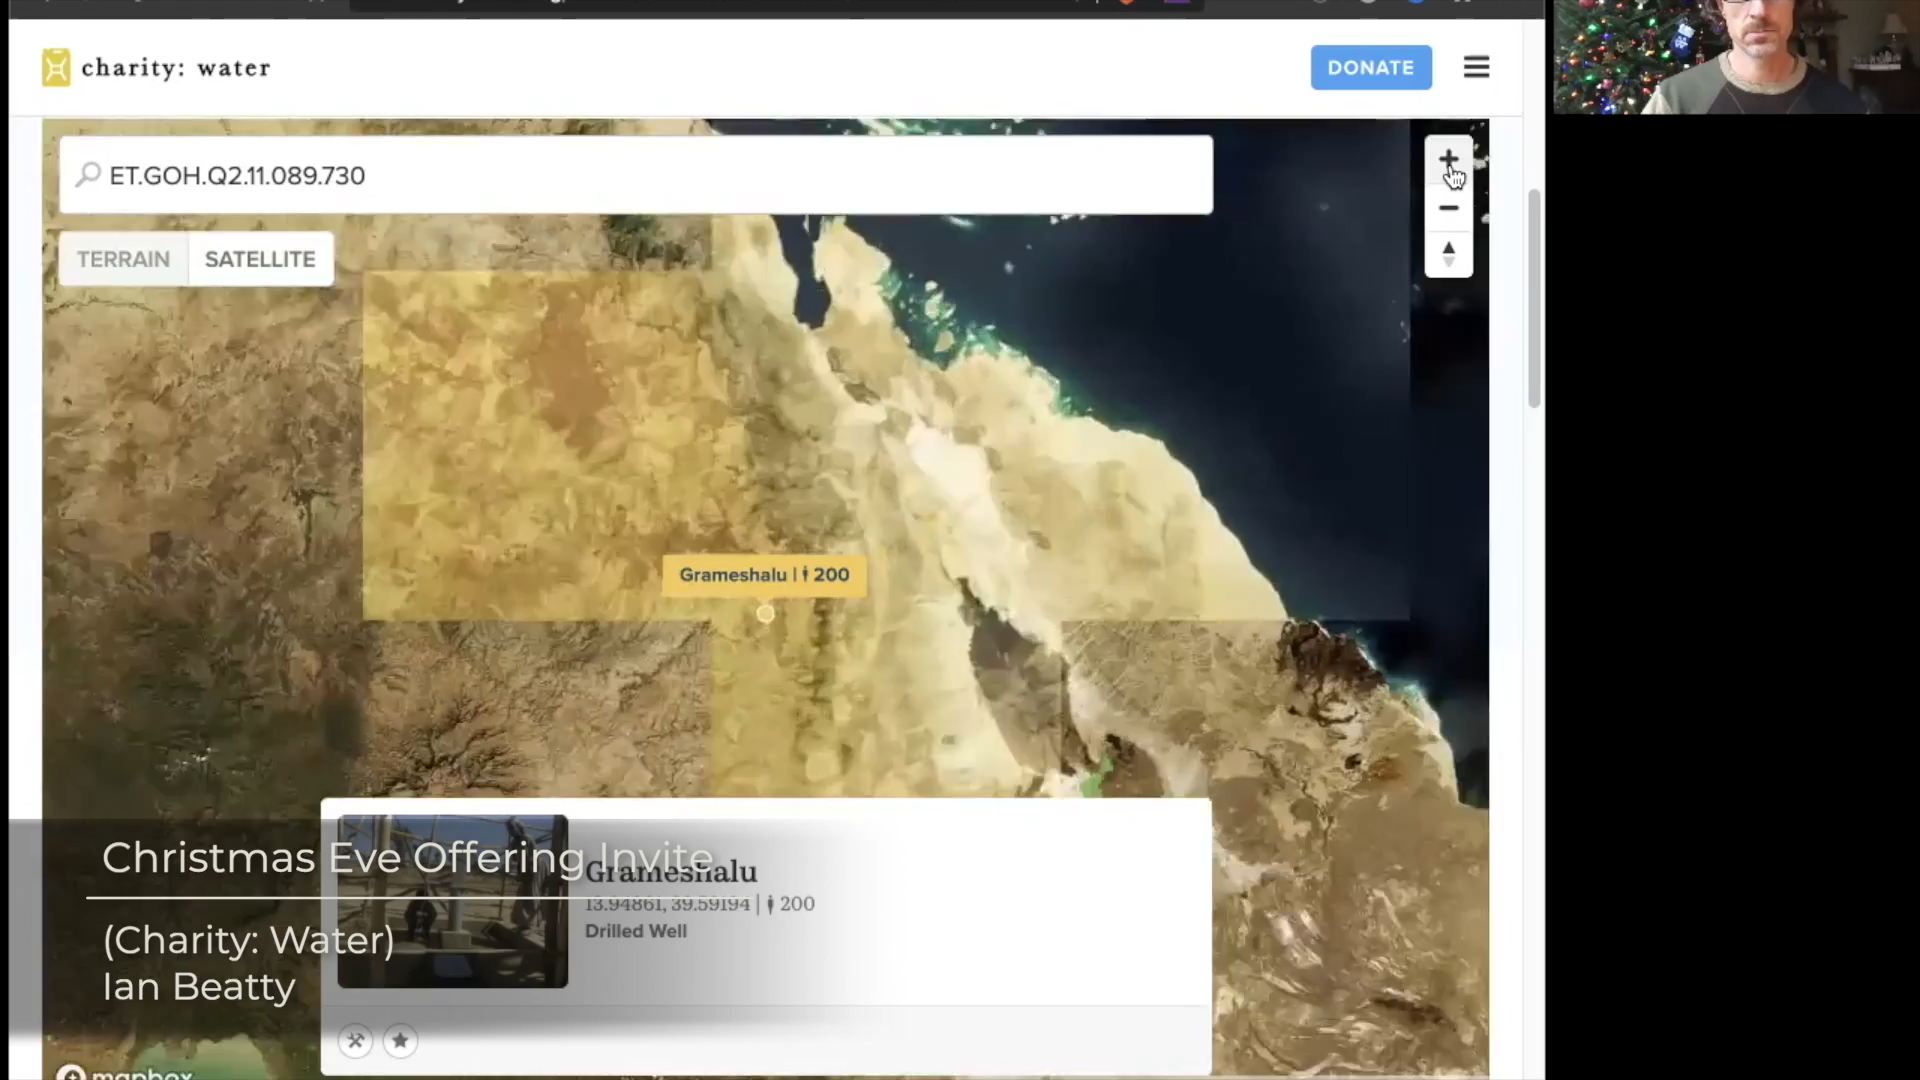 charity: water
DONATE
ET.GOH.Q2.11.089.730
TERRAIN
SATELLITE
Grameshalu | 200
Grameshalu
13.94861, 39.59194 | 200
Drilled Well
Christmas Eve Offering Invite
(Charity: Water)
Ian Beatty
mapbox